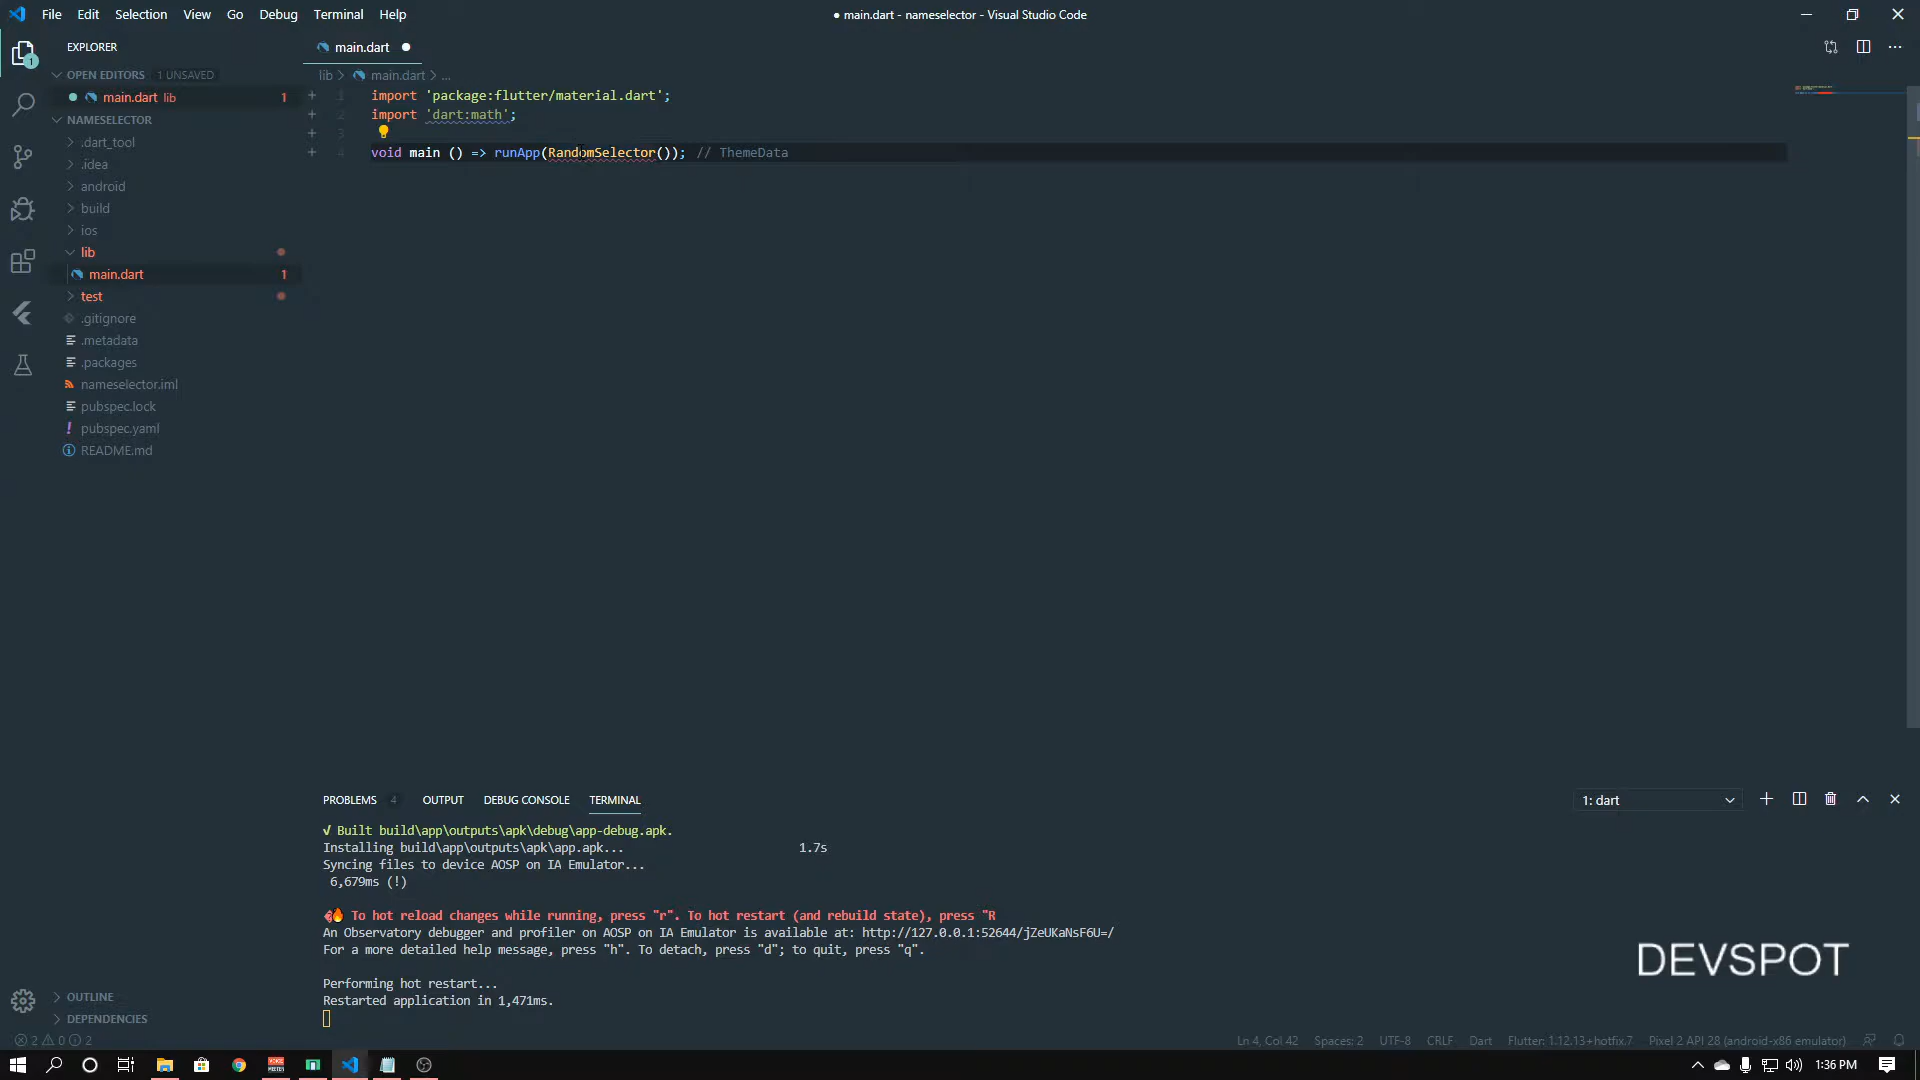 File Edit Selection View Go Debug Terminal Help
● main.dart - nameselector - Visual Studio Code
EXPLORER
main.dart
OPEN EDITORS 1 UNSAVED
lib > main.dart > ...
main.dart lib 1
1 import 'package:flutter/material.dart';
2 import 'dart:math';
3
4 void main () => runApp(RandomSelector()); // ThemeData
NAMESELECTOR
.dart_tool
.idea
android
build
ios
lib
main.dart 1
test
.gitignore
.metadata
.packages
nameselector.iml
pubspec.lock
! pubspec.yaml
README.md
PROBLEMS 4 OUTPUT DEBUG CONSOLE TERMINAL
1: dart
√ Built build\app\outputs\apk\debug\app-debug.apk.
Installing build\app\outputs\apk\app.apk... 1.7s
Syncing files to device AOSP on IA Emulator...
6,679ms (!)
To hot reload changes while running, press "r". To hot restart (and rebuild state), press "R
An Observatory debugger and profiler on AOSP on IA Emulator is available at: http://127.0.0.1:52644/jZeUKaNsF6U=/
For a more detailed help message, press "h". To detach, press "d"; to quit, press "q".
Performing hot restart...
Restarted application in 1,471ms.
DEVSPOT
OUTLINE
DEPENDENCIES
2 0 2
Ln 4, Col 42 Spaces: 2 UTF-8 CRLF Dart Flutter: 1.12.13+hotfix.7 Pixel 2 API 28 (android-x86 emulator)
1:36 PM